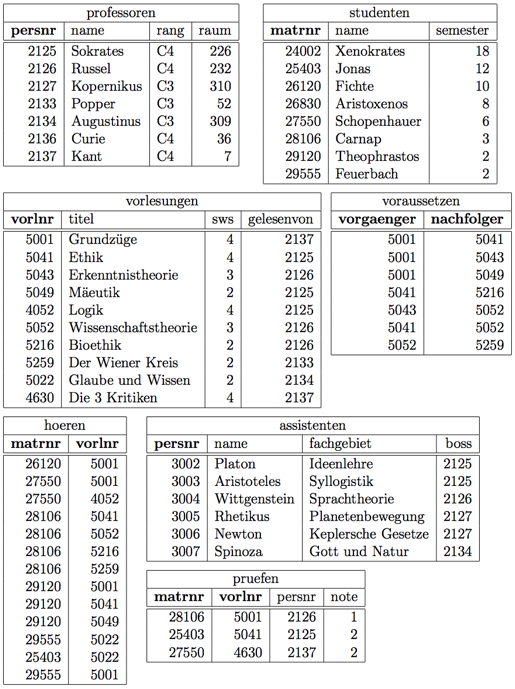 professoren
persnr name rang raum
2125 Sokrates C4 226
2126 Russel C4 232
2127 Kopernikus C3 310
2133 Popper C3 52
2134 Augustinus C3 309
2136 Curie C4 36
2137 Kant C4 7
studenten
matrnr name semester
24002 Xenokrates 18
25403 Jonas 12
26120 Fichte 10
26830 Aristoxenos 8
27550 Schopenhauer 6
28106 Carnap 3
29120 Theophrastos 2
29555 Feuerbach 2
vorlesungen
vorlnr titel sws gelesenvon
5001 Grundzüge 4 2137
5041 Ethik 4 2125
5043 Erkenntnistheorie 3 2126
5049 Mäeutik 2 2125
4052 Logik 4 2125
5052 Wissenschaftstheorie 3 2126
5216 Bioethik 2 2126
5259 Der Wiener Kreis 2 2133
5022 Glaube und Wissen 2 2134
4630 Die 3 Kritiken 4 2137
voraussetzen
vorgaenger nachfolger
5001 5041
5001 5043
5001 5049
5041 5216
5043 5052
5041 5052
5052 5259
hoeren
matrnr vorlnr
26120 5001
27550 5001
27550 4052
28106 5041
28106 5052
28106 5216
28106 5259
29120 5001
29120 5041
29120 5049
29555 5022
25403 5022
29555 5001
assistenten
persnr name fachgebiet boss
3002 Platon Ideenlehre 2125
3003 Aristoteles Syllogistik 2125
3004 Wittgenstein Sprachtheorie 2126
3005 Rhetikus Planetenbewegung 2127
3006 Newton Keplersche Gesetze 2127
3007 Spinoza Gott und Natur 2134
pruefen
matrnr vorlnr persnr note
28106 5001 2126 1
25403 5041 2125 2
27550 4630 2137 2